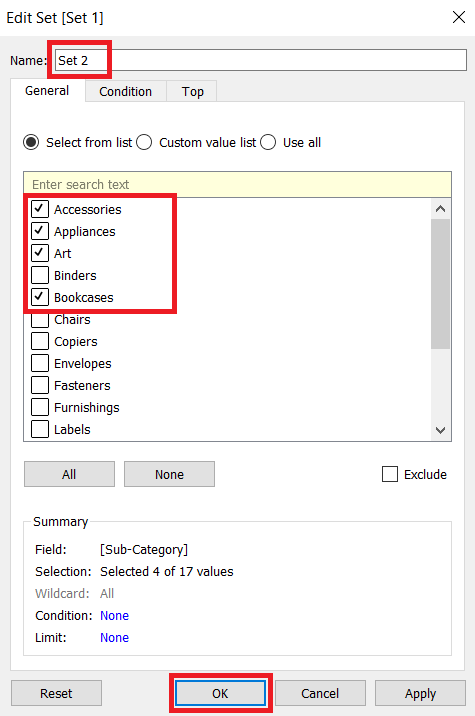 Edit Set [Set 1]
Name: Set 2
General Condition Top
Select from list Custom value list Use all
Enter search text
Accessories
Appliances
Art
Binders
Bookcases
Chairs
Copiers
Envelopes
Fasteners
Furnishings
Labels
All None Exclude
Summary
Field: [Sub-Category]
Selection: Selected 4 of 17 values
Wildcard: All
Condition: None
Limit: None
Reset OK Cancel Apply